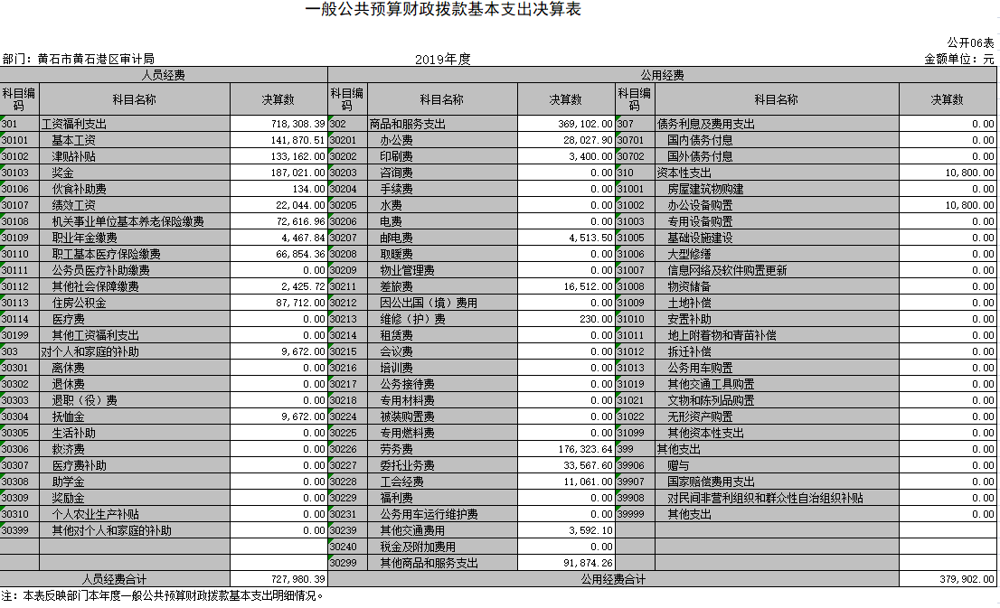 一般公共预算财政拨款基本支出决算表
公开06表
部门：黄石市黄石港区审计局 2019年度 金额单位：元
人员经费 公用经费
科目编码 科目名称 决算数 科目编码 科目名称 决算数 科目编码 科目名称 决算数
301 工资福利支出 718,308.39 302 商品和服务支出 369,102.00 307 债务利息及费用支出 0.00
30101 基本工资 141,870.51 30201 办公费 28,027.90 30701 国内债务付息 0.00
30102 津贴补贴 133,162.00 30202 印刷费 3,400.00 30702 国外债务付息 0.00
30103 奖金 187,021.00 30203 咨询费 0.00 310 资本性支出 10,800.00
30106 伙食补助费 134.00 30204 手续费 0.00 31001 房屋建筑物购建 0.00
30107 绩效工资 22,044.00 30205 水费 0.00 31002 办公设备购置 10,800.00
30108 机关事业单位基本养老保险缴费 72,616.96 30206 电费 0.00 31003 专用设备购置 0.00
30109 职业年金缴费 4,467.84 30207 邮电费 4,513.50 31005 基础设施建设 0.00
30110 职工基本医疗保险缴费 66,854.36 30208 取暖费 0.00 31006 大型修缮 0.00
30111 公务员医疗补助缴费 0.00 30209 物业管理费 0.00 31007 信息网络及软件购置更新 0.00
30112 其他社会保障缴费 2,425.72 30211 差旅费 16,512.00 31008 物资储备 0.00
30113 住房公积金 87,712.00 30212 因公出国（境）费用 0.00 31009 土地补偿 0.00
30114 医疗费 0.00 30213 维修（护）费 230.00 31010 安置补助 0.00
30199 其他工资福利支出 0.00 30214 租赁费 0.00 31011 地上附着物和青苗补偿 0.00
303 对个人和家庭的补助 9,672.00 30215 会议费 0.00 31012 拆迁补偿 0.00
30301 离休费 0.00 30216 培训费 0.00 31013 公务用车购置 0.00
30302 退休费 0.00 30217 公务接待费 0.00 31019 其他交通工具购置 0.00
30303 退职（役）费 0.00 30218 专用材料费 0.00 31021 文物和陈列品购置 0.00
30304 抚恤金 9,672.00 30224 被装购置费 0.00 31022 无形资产购置 0.00
30305 生活补助 0.00 30225 专用燃料费 0.00 31099 其他资本性支出 0.00
30306 救济费 0.00 30226 劳务费 176,323.64 399 其他支出 0.00
30307 医疗费补助 0.00 30227 委托业务费 33,567.60 39906 赠与 0.00
30308 助学金 0.00 30228 工会经费 11,061.00 39907 国家赔偿费用支出 0.00
30309 奖励金 0.00 30229 福利费 0.00 39908 对民间非营利组织和群众性自治组织补贴 0.00
30310 个人农业生产补贴 0.00 30231 公务用车运行维护费 0.00 39999 其他支出 0.00
30399 其他对个人和家庭的补助 0.00 30239 其他交通费用 3,592.10
30240 税金及附加费用 0.00
30299 其他商品和服务支出 91,874.26
人员经费合计 727,980.39 公用经费合计 379,902.00
注：本表反映部门本年度一般公共预算财政拨款基本支出明细情况。